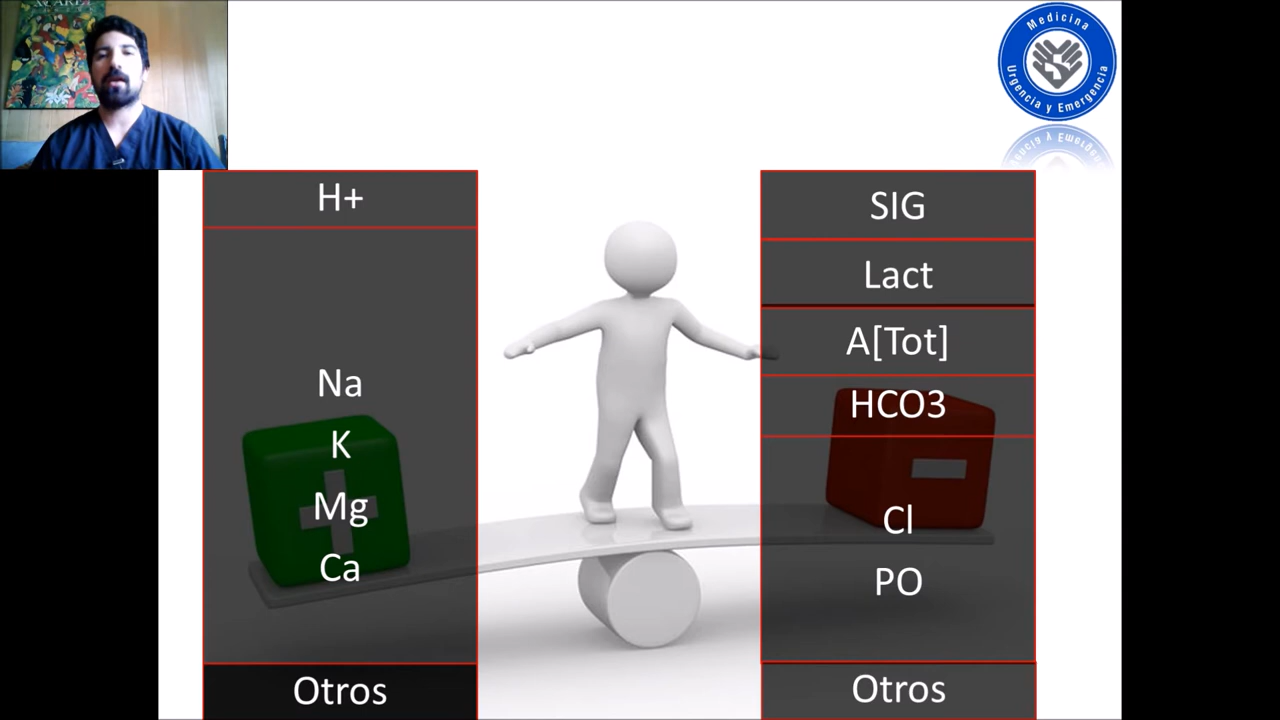 Medicina
Urgencia y Emergencia
H+
Na
K
Mg
Ca
Otros
SIG
Lact
A[Tot]
HCO3
Cl
PO
Otros